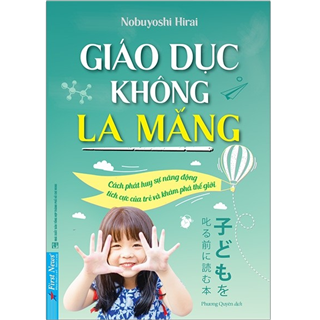 Nobuyoshi Hirai
GIÁO DỤC
KHÔNG
LA MẮNG
Cách phát huy sự năng động
tích cực của trẻ và khám phá thế giới
子どもを
叱る前に読む本
Phương Quyên dịch
First News